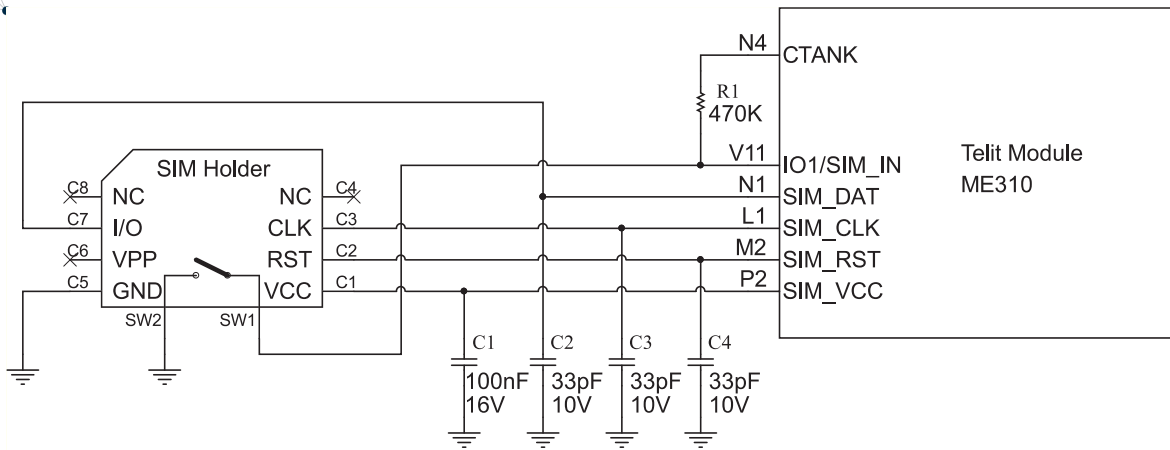 N4
CTANK
R1
470K
SIM Holder
V11
IO1/SIM_IN
Telit Module
ME310
C8
NC
NC
C4
N1
SIM_DAT
C7
I/O
CLK
C3
L1
SIM_CLK
C6
VPP
RST
C2
M2
SIM_RST
C5
GND
VCC
C1
P2
SIM_VCC
SW2
SW1
C1
100nF
16V
C2
33pF
10V
C3
33pF
10V
C4
33pF
10V